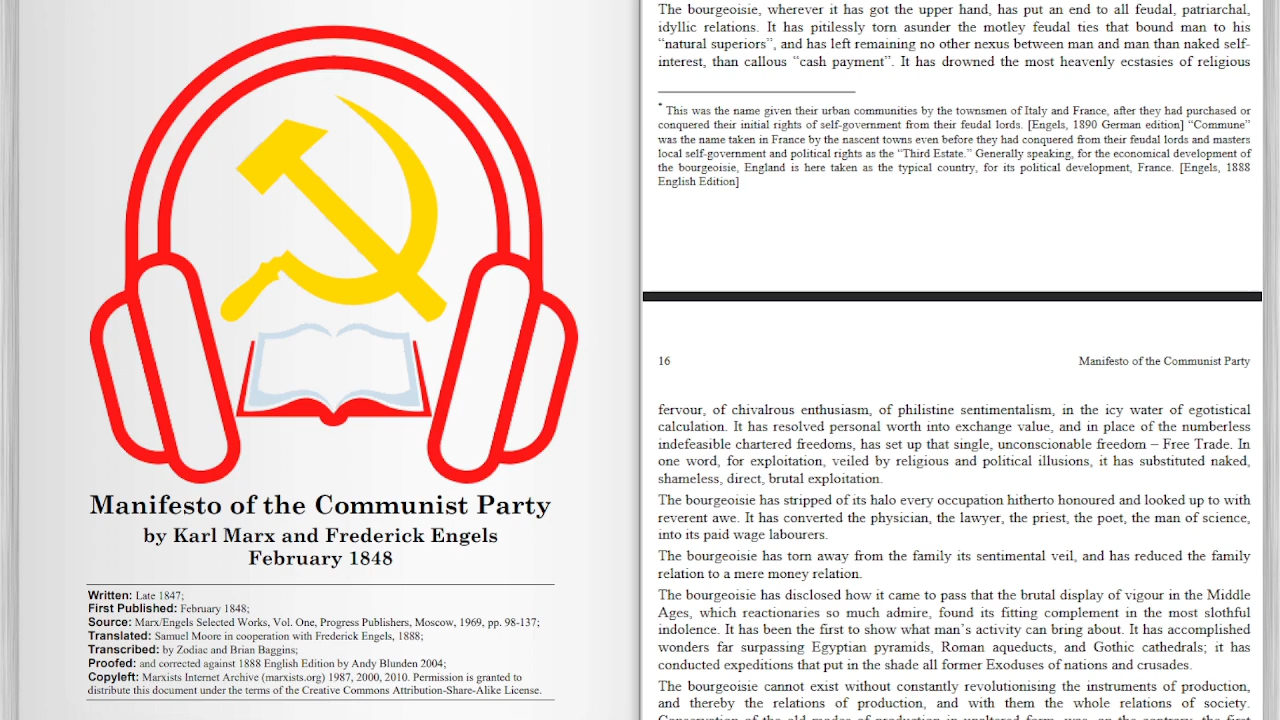 Manifesto of the Communist Party
by Karl Marx and Frederick Engels
February 1848
Written: Late 1847;
First Published: February 1848;
Source: Marx/Engels Selected Works, Vol. One, Progress Publishers, Moscow, 1969, pp. 98-137;
Translated: Samuel Moore in cooperation with Frederick Engels, 1888;
Transcribed: by Zodiac and Brian Baggins;
Proofed: and corrected against 1888 English Edition by Andy Blunden 2004;
Copyleft: Marxists Internet Archive (marxists.org) 1987, 2000, 2010. Permission is granted to
distribute this document under the terms of the Creative Commons Attribution-Share-Alike License.
The bourgeoisie, wherever it has got the upper hand, has put an end to all feudal, patriarchal,
idyllic relations. It has pitilessly torn asunder the motley feudal ties that bound man to his
“natural superiors”, and has left remaining no other nexus between man and man than naked self-
interest, than callous “cash payment”. It has drowned the most heavenly ecstasies of religious
* This was the name given their urban communities by the townsmen of Italy and France, after they had purchased or
conquered their initial rights of self-government from their feudal lords. [Engels, 1890 German edition] “Commune”
was the name taken in France by the nascent towns even before they had conquered from their feudal lords and masters
local self-government and political rights as the “Third Estate.” Generally speaking, for the economical development of
the bourgeoisie, England is here taken as the typical country, for its political development, France. [Engels, 1888
English Edition]
16 Manifesto of the Communist Party
fervour, of chivalrous enthusiasm, of philistine sentimentalism, in the icy water of egotistical
calculation. It has resolved personal worth into exchange value, and in place of the numberless
indefeasible chartered freedoms, has set up that single, unconscionable freedom – Free Trade. In
one word, for exploitation, veiled by religious and political illusions, it has substituted naked,
shameless, direct, brutal exploitation.
The bourgeoisie has stripped of its halo every occupation hitherto honoured and looked up to with
reverent awe. It has converted the physician, the lawyer, the priest, the poet, the man of science,
into its paid wage labourers.
The bourgeoisie has torn away from the family its sentimental veil, and has reduced the family
relation to a mere money relation.
The bourgeoisie has disclosed how it came to pass that the brutal display of vigour in the Middle
Ages, which reactionaries so much admire, found its fitting complement in the most slothful
indolence. It has been the first to show what man’s activity can bring about. It has accomplished
wonders far surpassing Egyptian pyramids, Roman aqueducts, and Gothic cathedrals; it has
conducted expeditions that put in the shade all former Exoduses of nations and crusades.
The bourgeoisie cannot exist without constantly revolutionising the instruments of production,
and thereby the relations of production, and with them the whole relations of society.